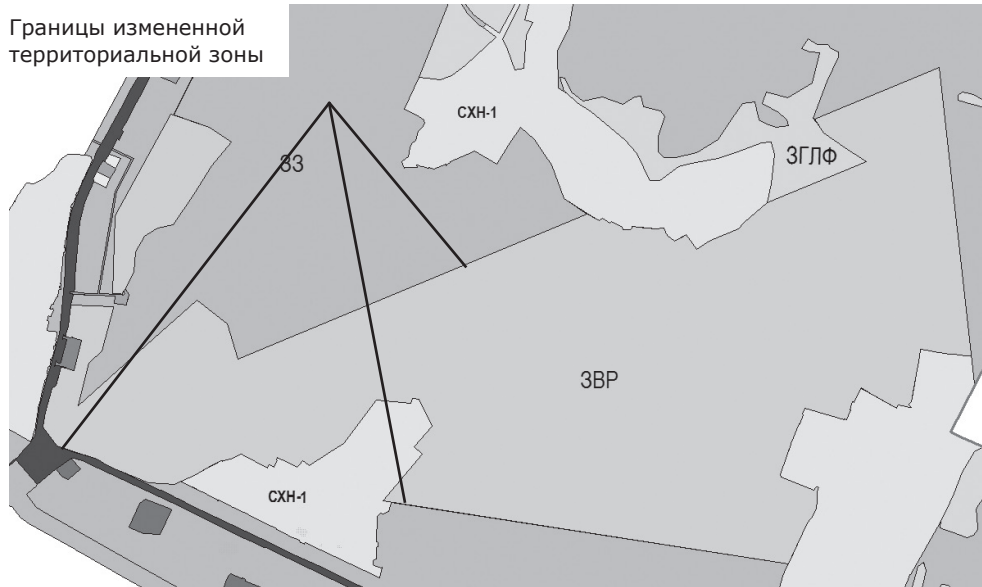 Границы измененной
территориальной зоны
СХН-1
ЗЗ
ЗГЛФ
ЗВР
СХН-1